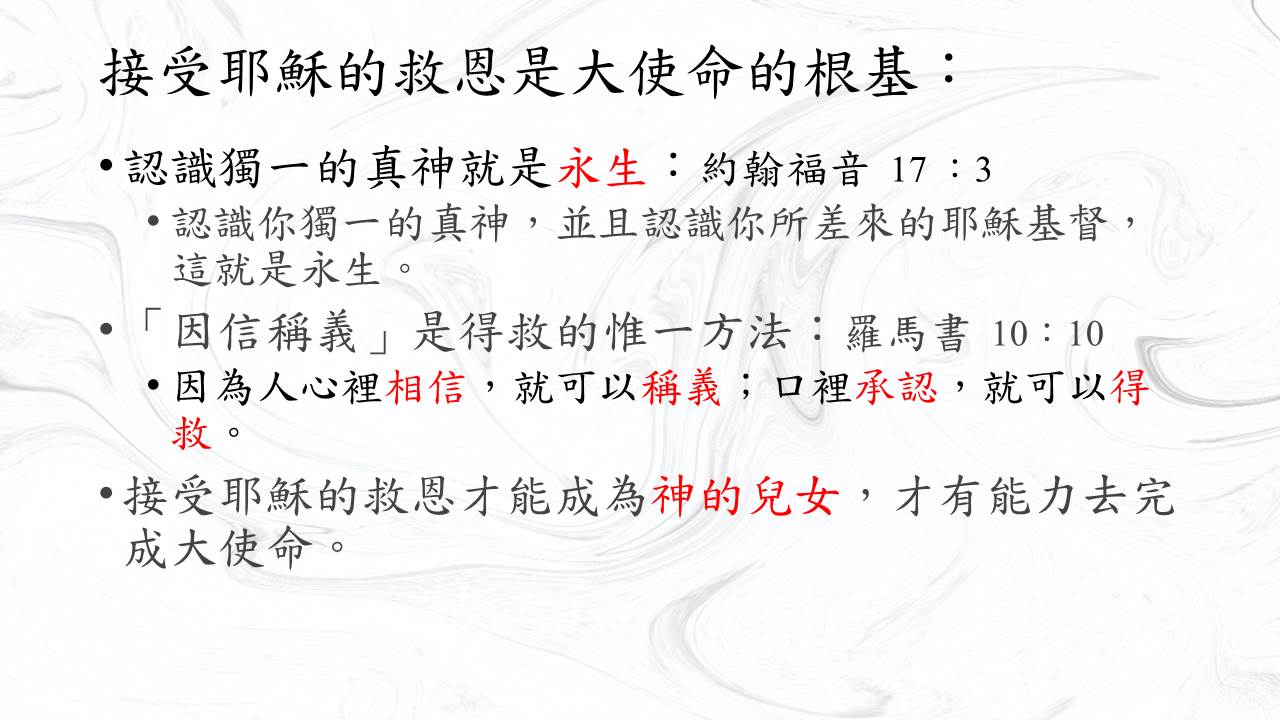 接受耶穌的救恩是大使命的根基：
•認識獨一的真神就是永生：約翰福音 17 ：3
•認識你獨一的真神，並且認識你所差來的耶穌基督，
這就是永生。
•「因信稱義」是得救的惟一方法：羅馬書 10：10
•因為人心裡相信，就可以稱義；口裡承認，就可以得
救。
•接受耶穌的救恩才能成為神的兒女，才有能力去完
成大使命。